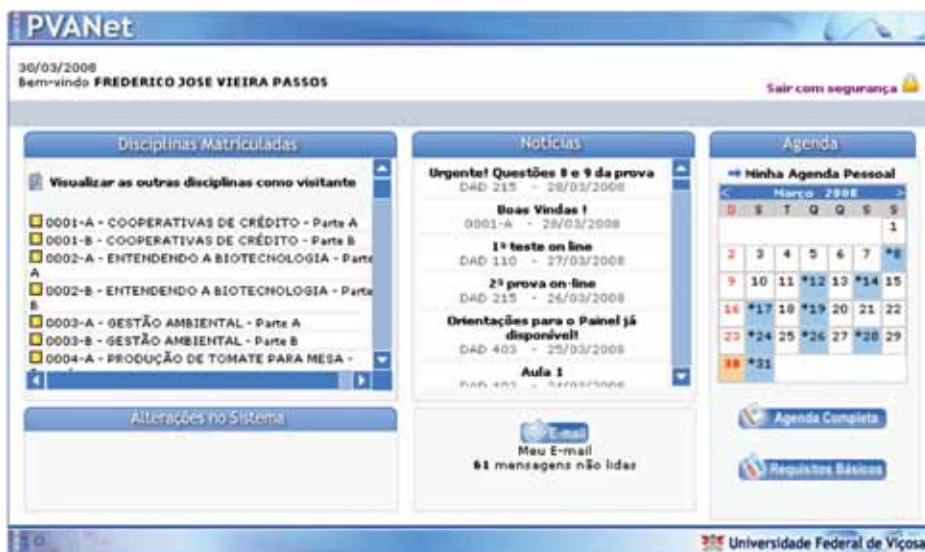 PVANet
30/03/2008
Bem-vindo FREDERICO JOSE VIEIRA PASSOS
Sair com segurança
Disciplinas Matriculadas
Visualizar as outras disciplinas como visitante
0001-A - COOPERATIVAS DE CRÉDITO - Parte A
0001-B - COOPERATIVAS DE CRÉDITO - Parte B
0002-A - ENTENDENDO A BIOTECNOLOGIA - Parte
A
0002-B - ENTENDENDO A BIOTECNOLOGIA - Parte
B
0003-A - GESTÃO AMBIENTAL - Parte A
0003-B - GESTÃO AMBIENTAL - Parte B
0004-A - PRODUÇÃO DE TOMATE PARA MESA -
Alterações no Sistema
Notícias
Urgente! Questões 8 e 9 da prova
DAD 215 - 28/03/2008
Boas Vindas !
0001-A - 28/03/2008
1º teste on line
DAD 110 - 27/03/2008
2ª prova on-line
DAD 215 - 26/03/2008
Orientações para o Painel já
disponível!
DAD 403 - 25/03/2008
Aula 1
DAD 403 - 24/03/2008
E-mail
Meu E-mail
61 mensagens não lidas
Agenda
Minha Agenda Pessoal
< Março 2008 >
D S T Q Q S S
1
2 3 4 5 6 7 *8
9 10 11 *12 13 *14 15
16 *17 18 *19 20 21 22
23 *24 25 *26 27 *28 29
30 *31
Agenda Completa
Requisitos Básicos
Universidade Federal de Viçosa